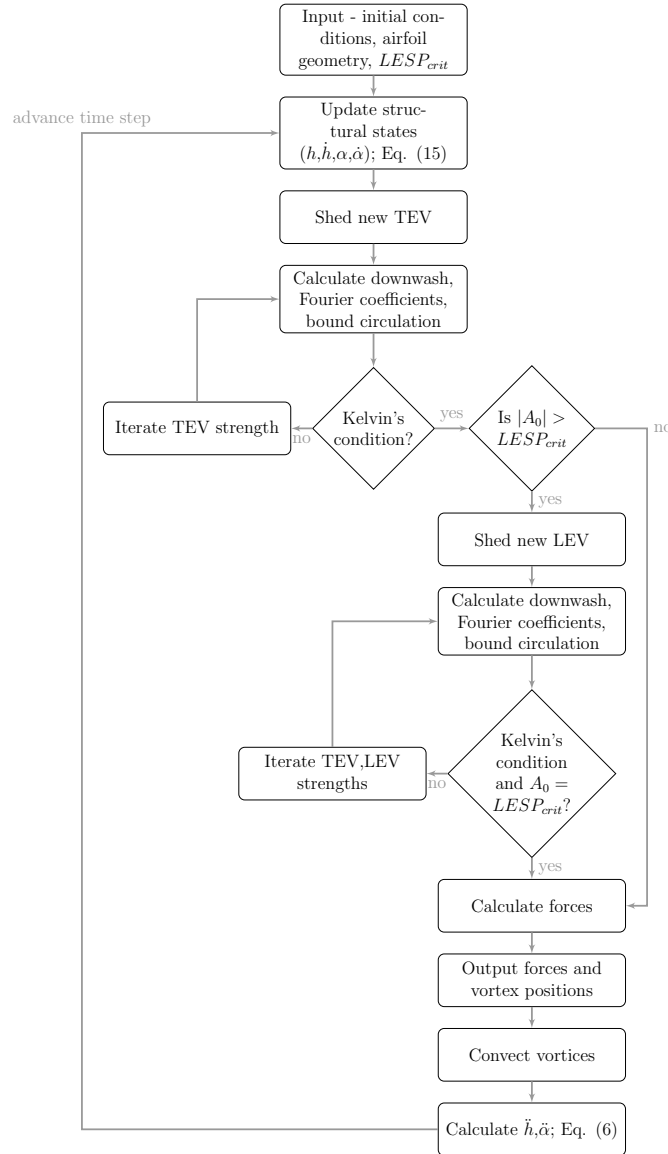 Input - initial con-
ditions, airfoil
geometry, LESP_crit
advance time step
Update struc-
tural states
(h,ḣ,α,α̇); Eq. (15)
Shed new TEV
Calculate downwash,
Fourier coefficients,
bound circulation
Iterate TEV strength
no
Kelvin's
condition?
yes
Is |A_0| >
LESP_crit
no
yes
Shed new LEV
Calculate downwash,
Fourier coefficients,
bound circulation
Iterate TEV,LEV
strengths
no
Kelvin's
condition
and A_0 =
LESP_crit?
yes
Calculate forces
Output forces and
vortex positions
Convect vortices
Calculate ḧ,α̈; Eq. (6)